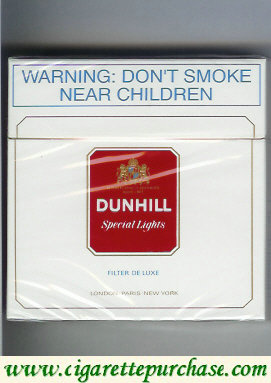 WARNING: DON'T SMOKE
NEAR CHILDREN
DUNHILL
Special Lights
FILTER DE LUXE
LONDON·PARIS·NEW YORK
www.cigarettepurchase.com